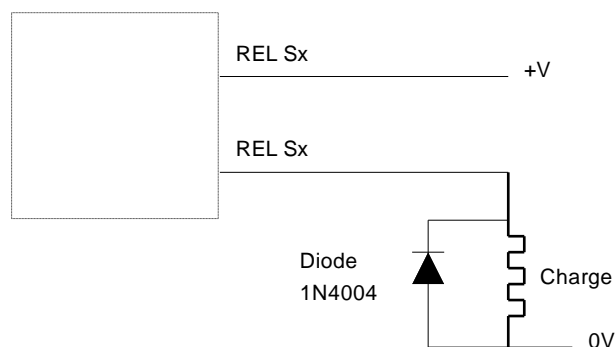 REL Sx
+V
REL Sx
Diode
1N4004
Charge
0V